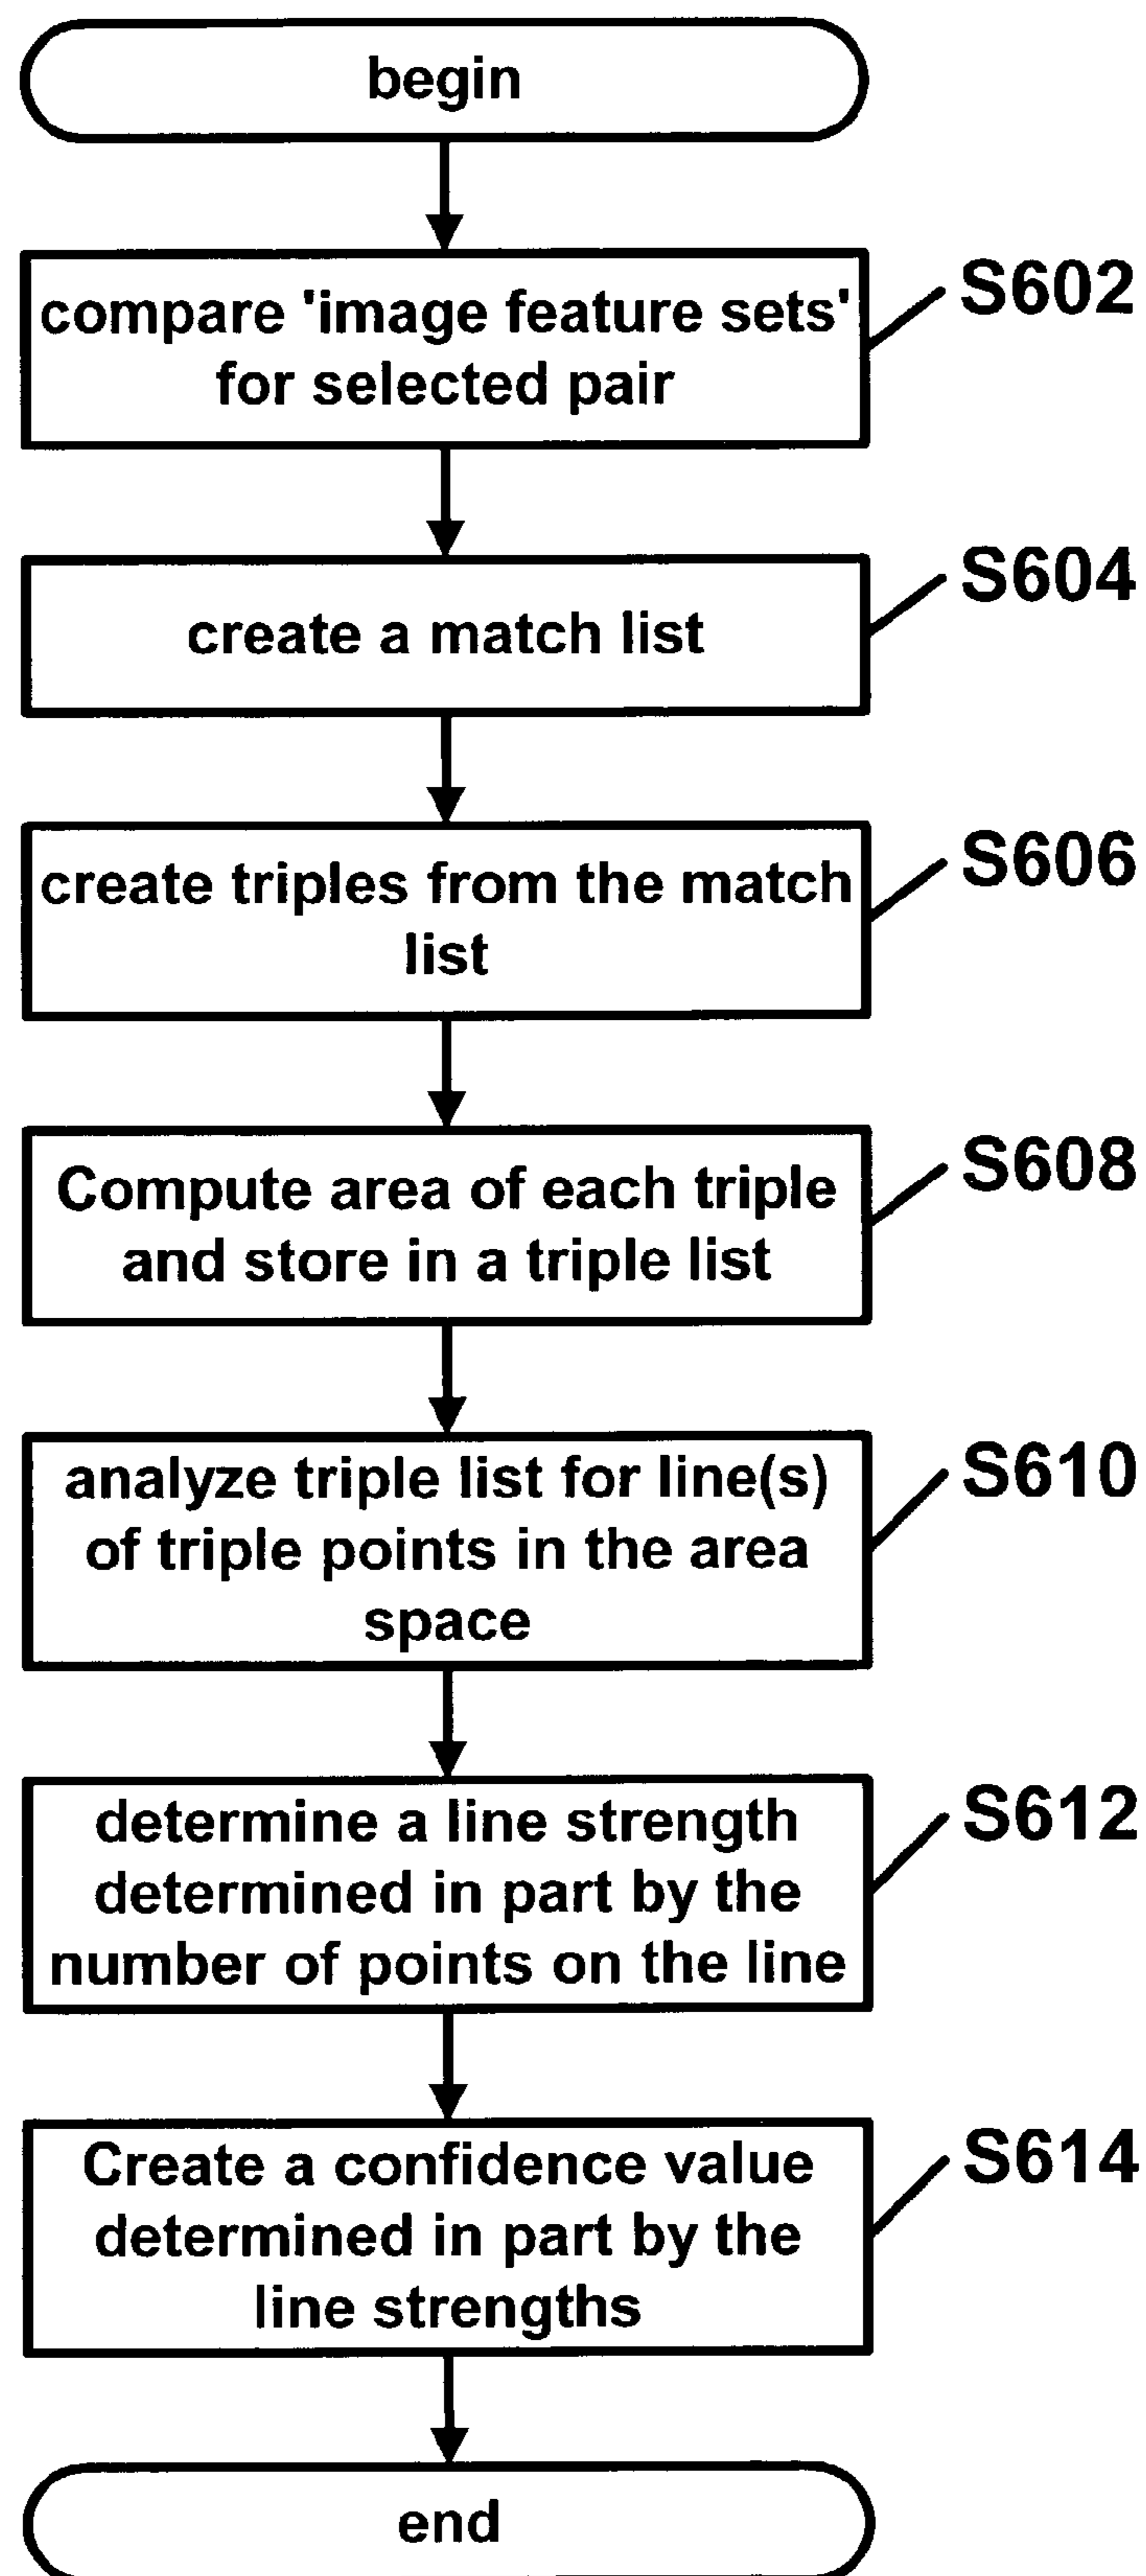 begin
compare 'image feature sets'
for selected pair
S602
create a match list
S604
create triples from the match
list
S606
Compute area of each triple
and store in a triple list
S608
analyze triple list for line(s)
of triple points in the area
space
S610
determine a line strength
determined in part by the
number of points on the line
S612
Create a confidence value
determined in part by the
line strengths
S614
end